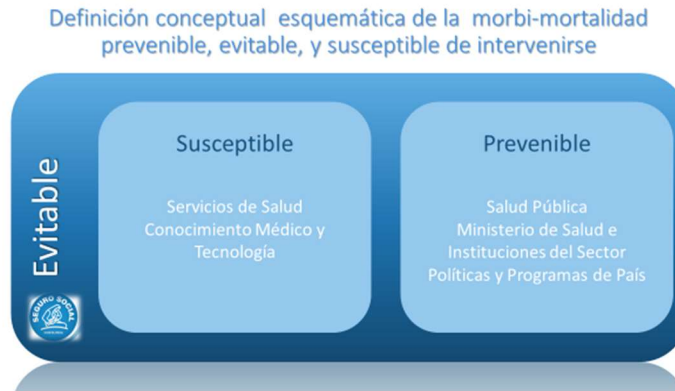 Definición conceptual esquemática de la morbi-mortalidad
prevenible, evitable, y susceptible de intervenirse
Evitable
Susceptible
Servicios de Salud
Conocimiento Médico y
Tecnología
Prevenible
Salud Pública
Ministerio de Salud e
Instituciones del Sector
Políticas y Programas de País
SEGURO SOCIAL